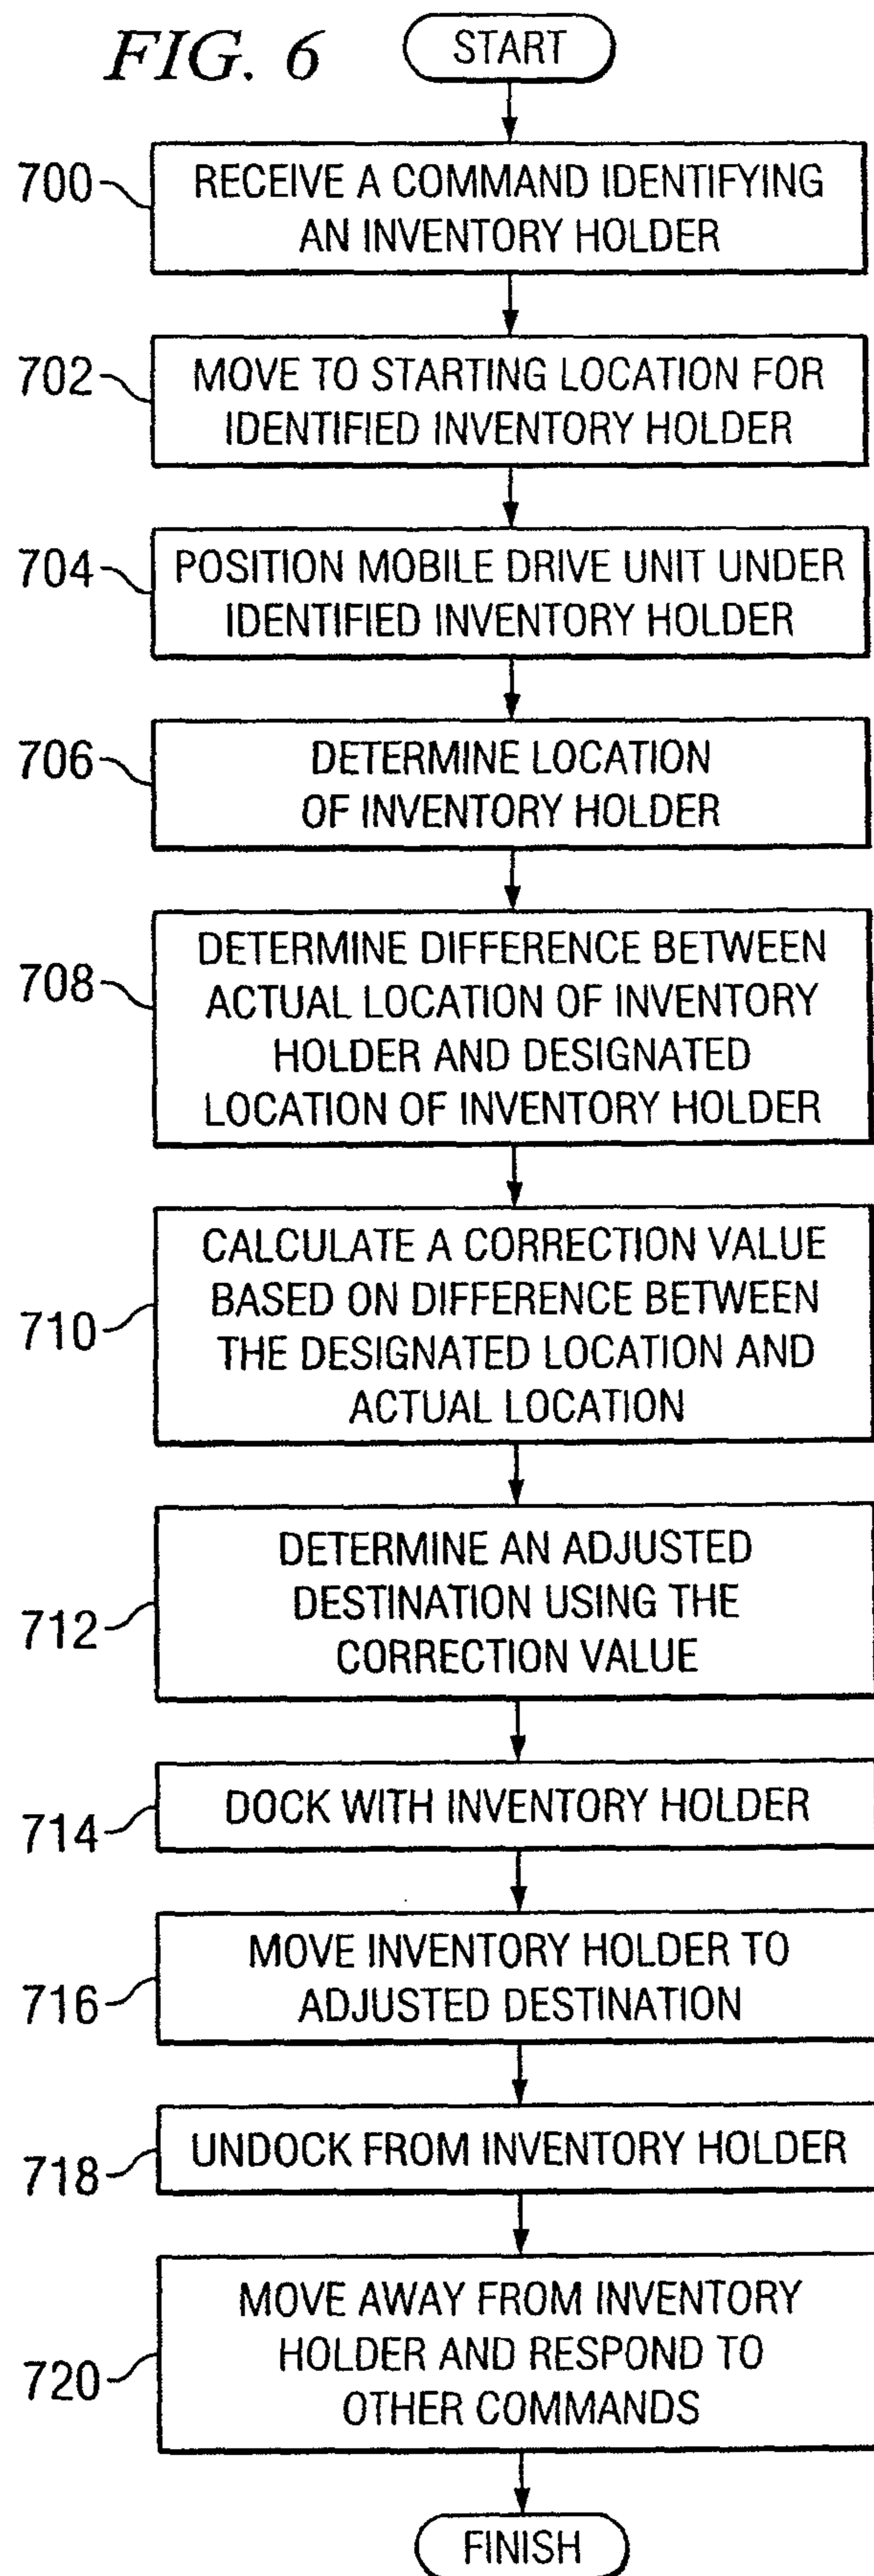 FIG. 6
START
700
RECEIVE A COMMAND IDENTIFYING
AN INVENTORY HOLDER
702
MOVE TO STARTING LOCATION FOR
IDENTIFIED INVENTORY HOLDER
704
POSITION MOBILE DRIVE UNIT UNDER
IDENTIFIED INVENTORY HOLDER
706
DETERMINE LOCATION
OF INVENTORY HOLDER
708
DETERMINE DIFFERENCE BETWEEN
ACTUAL LOCATION OF INVENTORY
HOLDER AND DESIGNATED
LOCATION OF INVENTORY HOLDER
710
CALCULATE A CORRECTION VALUE
BASED ON DIFFERENCE BETWEEN
THE DESIGNATED LOCATION AND
ACTUAL LOCATION
712
DETERMINE AN ADJUSTED
DESTINATION USING THE
CORRECTION VALUE
714
DOCK WITH INVENTORY HOLDER
716
MOVE INVENTORY HOLDER TO
ADJUSTED DESTINATION
718
UNDOCK FROM INVENTORY HOLDER
720
MOVE AWAY FROM INVENTORY
HOLDER AND RESPOND TO
OTHER COMMANDS
FINISH